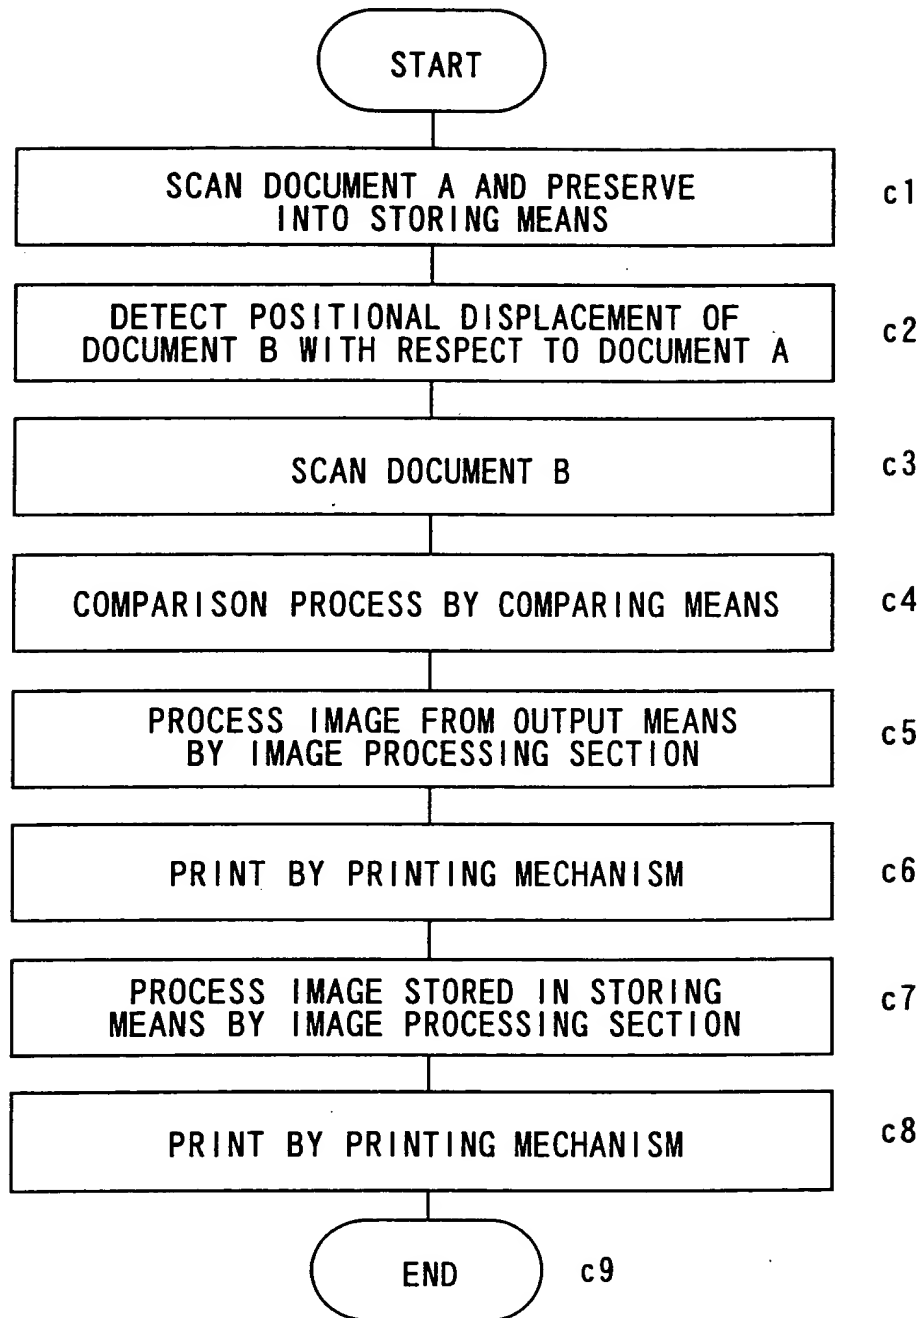 START
SCAN DOCUMENT A AND PRESERVE
INTO STORING MEANS
c1
DETECT POSITIONAL DISPLACEMENT OF
DOCUMENT B WITH RESPECT TO DOCUMENT A
c2
SCAN DOCUMENT B
c3
COMPARISON PROCESS BY COMPARING MEANS
c4
PROCESS IMAGE FROM OUTPUT MEANS
BY IMAGE PROCESSING SECTION
c5
PRINT BY PRINTING MECHANISM
c6
PROCESS IMAGE STORED IN STORING
MEANS BY IMAGE PROCESSING SECTION
c7
PRINT BY PRINTING MECHANISM
c8
END
c9